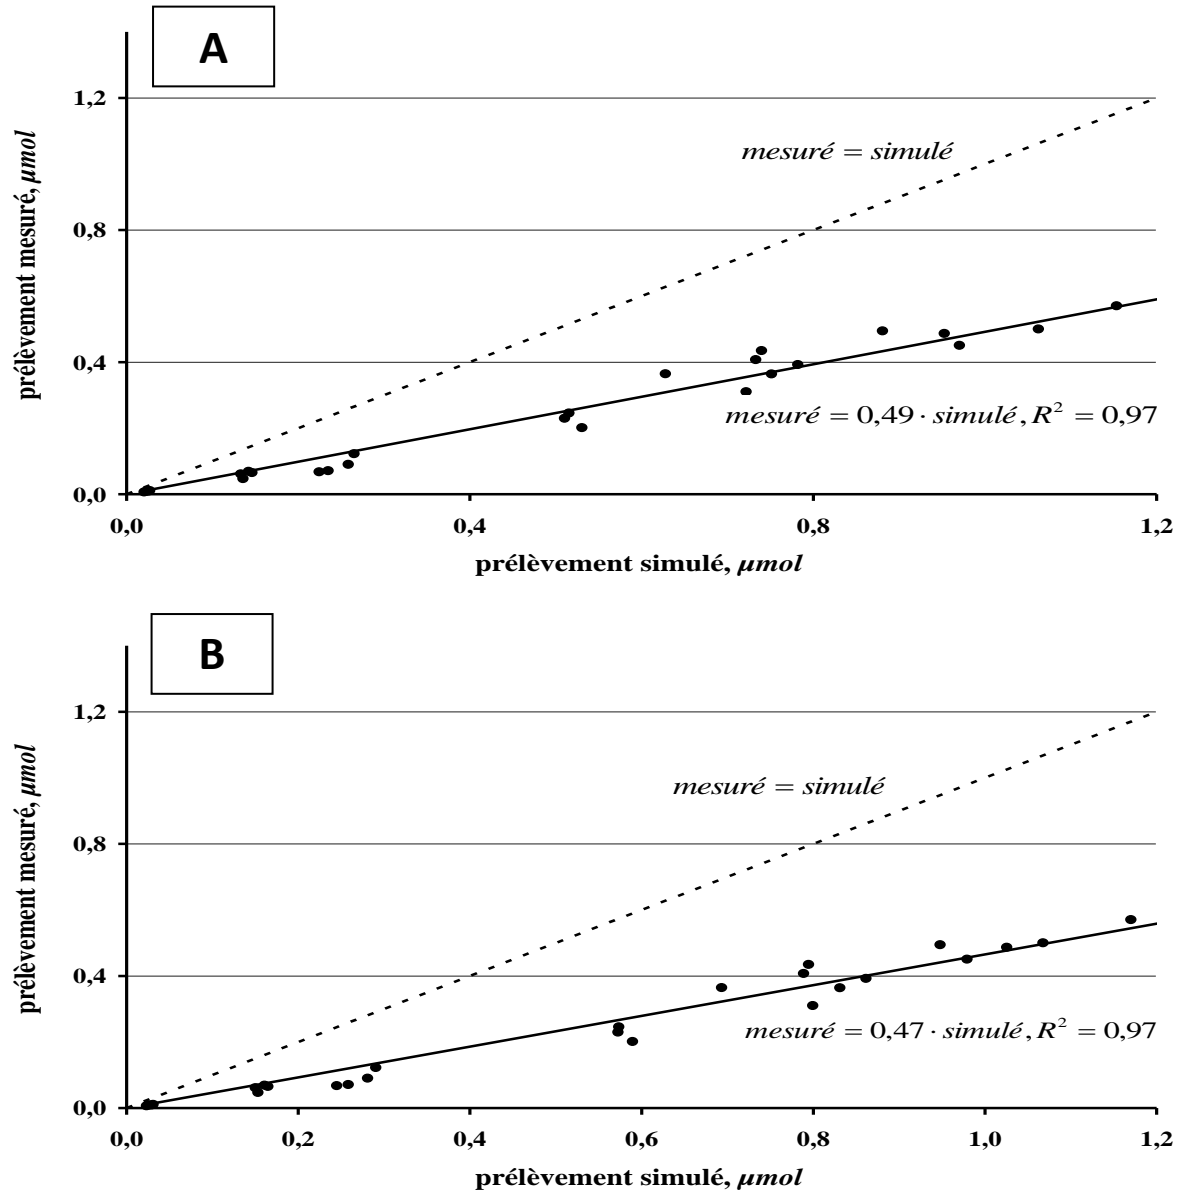 A
1,2
mesuré = simulé
0,8
0,4
mesuré = 0,49 · simulé, R² = 0,97
0,0
0,0 0,4 0,8 1,2
prélèvement mesuré, μmol
prélèvement simulé, μmol
B
1,2
mesuré = simulé
0,8
0,4
mesuré = 0,47 · simulé, R² = 0,97
0,0
0,0 0,2 0,4 0,6 0,8 1,0 1,2
prélèvement mesuré, μmol
prélèvement simulé, μmol